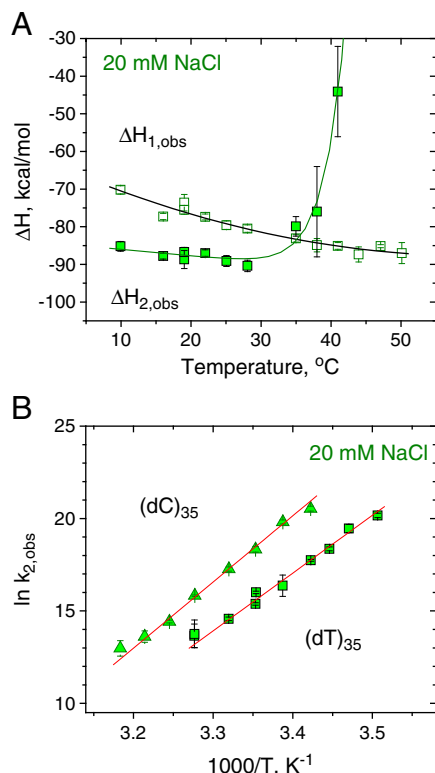 A
20 mM NaCl
ΔH1,obs
ΔH2,obs
ΔH, kcal/mol
-30
-40
-50
-60
-70
-80
-90
-100
10 20 30 40 50
Temperature, °C
B
20 mM NaCl
(dC)35
(dT)35
ln k2,obs
25
20
15
10
3.2 3.3 3.4 3.5
1000/T, K-1